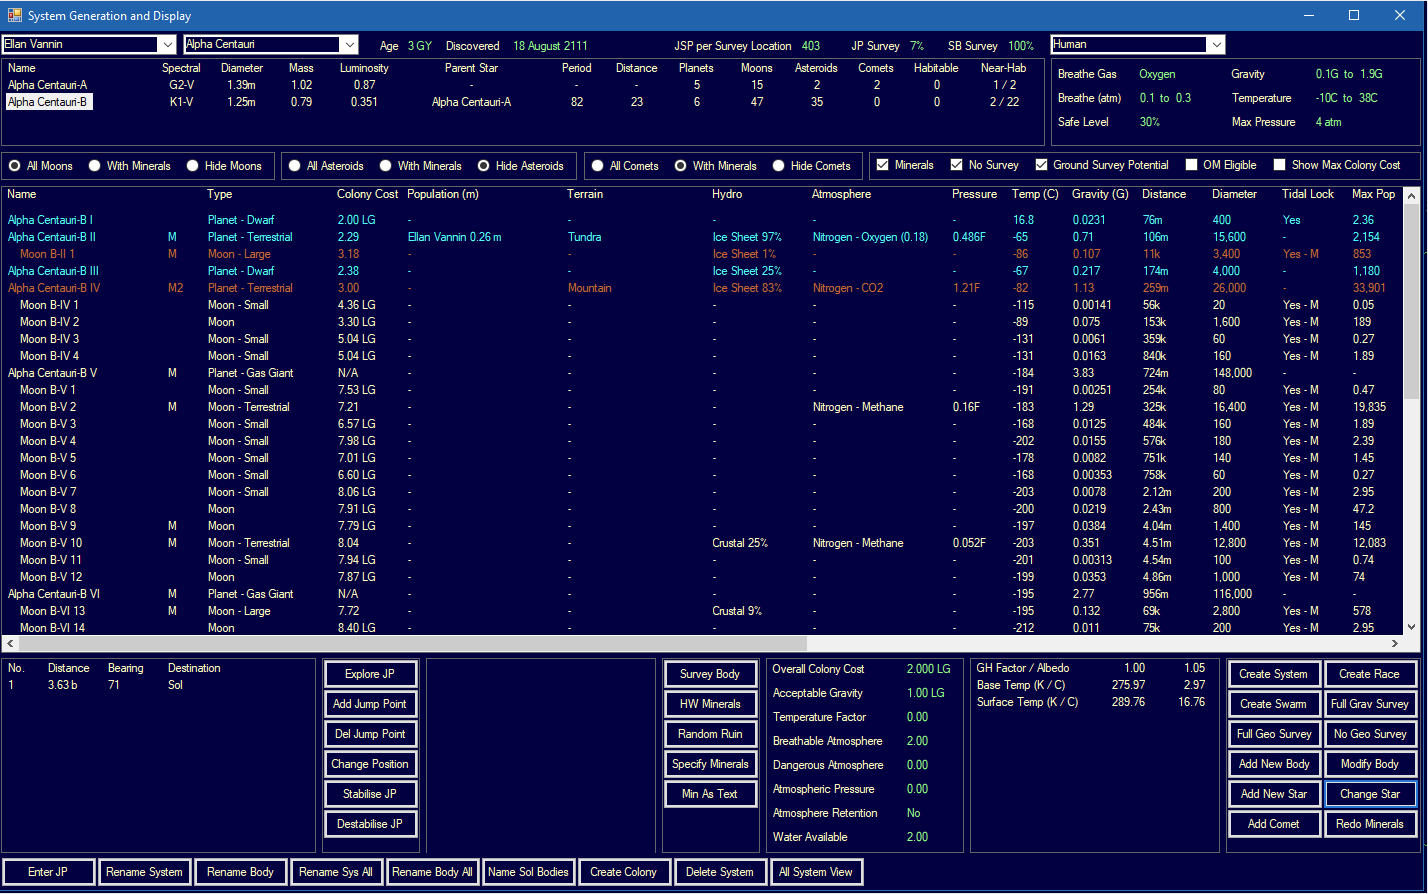 System Generation and Display
Ellan Vannin Alpha Centauri Age 3 GY Discovered 18 August 2111 JSP per Survey Location 403 JP Survey 7% SB Survey 100% Human
Name Spectral Diameter Mass Luminosity Parent Star Period Distance Planets Moons Asteroids Comets Habitable Near-Hab
Alpha Centauri-A G2-V 1.39m 1.02 0.87 - - - 5 15 2 2 0 1 / 2
Alpha Centauri-B K1-V 1.25m 0.79 0.351 Alpha Centauri-A 82 23 6 47 35 0 0 2 / 22
Breathe Gas Oxygen Gravity 0.1G to 1.9G
Breathe (atm) 0.1 to 0.3 Temperature -10C to 38C
Safe Level 30% Max Pressure 4 atm
All Moons With Minerals Hide Moons All Asteroids With Minerals Hide Asteroids All Comets With Minerals Hide Comets Minerals No Survey Ground Survey Potential OM Eligible Show Max Colony Cost
Name Type Colony Cost Population (m) Terrain Hydro Atmosphere Pressure Temp (C) Gravity (G) Distance Diameter Tidal Lock Max Pop
Alpha Centauri-B I Planet - Dwarf 2.00 LG - - - - - 16.8 0.0231 76m 400 Yes 2.36
Alpha Centauri-B II M Planet - Terrestrial 2.29 Ellan Vannin 0.26 m Tundra Ice Sheet 97% Nitrogen - Oxygen (0.18) 0.486F -65 0.71 106m 15,600 - 2,154
Moon B-II 1 M Moon - Large 3.18 - - Ice Sheet 1% - - -86 0.107 11k 3,400 Yes - M 853
Alpha Centauri-B III Planet - Dwarf 2.38 - - Ice Sheet 25% - - -67 0.217 174m 4,000 - 1,180
Alpha Centauri-B IV M2 Planet - Terrestrial 3.00 - Mountain Ice Sheet 83% Nitrogen - CO2 1.21F -82 1.13 259m 26,000 - 33,901
Moon B-IV 1 Moon - Small 4.36 LG - - - - - -115 0.00141 56k 20 Yes - M 0.05
Moon B-IV 2 Moon 3.30 LG - - - - - -89 0.075 153k 1,600 Yes - M 189
Moon B-IV 3 Moon - Small 5.04 LG - - - - - -131 0.0061 359k 60 Yes - M 0.27
Moon B-IV 4 Moon - Small 5.04 LG - - - - - -131 0.0163 840k 160 Yes - M 1.89
Alpha Centauri-B V M Planet - Gas Giant N/A - - - - - -184 3.83 724m 148,000 - -
Moon B-V 1 Moon - Small 7.53 LG - - - - - -191 0.00251 254k 80 Yes - M 0.47
Moon B-V 2 M Moon - Terrestrial 7.21 - - - Nitrogen - Methane 0.16F -183 1.29 325k 16,400 Yes - M 19,835
Moon B-V 3 Moon - Small 6.57 LG - - - - - -168 0.0125 484k 160 Yes - M 1.89
Moon B-V 4 Moon - Small 7.98 LG - - - - - -202 0.0155 576k 180 Yes - M 2.39
Moon B-V 5 Moon - Small 7.01 LG - - - - - -178 0.0082 751k 140 Yes - M 1.45
Moon B-V 6 Moon - Small 6.60 LG - - - - - -168 0.00353 758k 60 Yes - M 0.27
Moon B-V 7 Moon - Small 8.06 LG - - - - - -203 0.0078 2.12m 200 Yes - M 2.95
Moon B-V 8 Moon 7.91 LG - - - - - -200 0.0219 2.43m 800 Yes - M 47.2
Moon B-V 9 M Moon 7.79 LG - - - - - -197 0.0384 4.04m 1,400 Yes - M 145
Moon B-V 10 M Moon - Terrestrial 8.04 - - Crustal 25% Nitrogen - Methane 0.052F -203 0.351 4.51m 12,800 Yes - M 12,083
Moon B-V 11 Moon - Small 7.94 LG - - - - - -201 0.00313 4.54m 100 Yes - M 0.74
Moon B-V 12 Moon 7.87 LG - - - - - -199 0.0353 4.86m 1,000 Yes - M 74
Alpha Centauri-B VI M Planet - Gas Giant N/A - - - - - -195 2.77 956m 116,000 - -
Moon B-VI 13 M Moon - Large 7.72 - - Crustal 9% - - -195 0.132 69k 2,800 Yes - M 578
Moon B-VI 14 Moon 8.40 LG - - - - - -212 0.011 75k 200 Yes - M 2.95
No. Distance Bearing Destination
1 3.63 b 71 Sol
Explore JP
Add Jump Point
Del Jump Point
Change Position
Stabilise JP
Destabilise JP
Survey Body
HW Minerals
Random Ruin
Specify Minerals
Min As Text
Overall Colony Cost 2.000 LG
Acceptable Gravity 1.00 LG
Temperature Factor 0.00
Breathable Atmosphere 2.00
Dangerous Atmosphere 0.00
Atmospheric Pressure 0.00
Atmosphere Retention No
Water Available 2.00
GH Factor / Albedo 1.00 1.05
Base Temp (K / C) 275.97 2.97
Surface Temp (K / C) 289.76 16.76
Create System Create Race
Create Swarm Full Grav Survey
Full Geo Survey No Geo Survey
Add New Body Modify Body
Add New Star Change Star
Add Comet Redo Minerals
Enter JP Rename System Rename Body Rename Sys All Rename Body All Name Sol Bodies Create Colony Delete System All System View